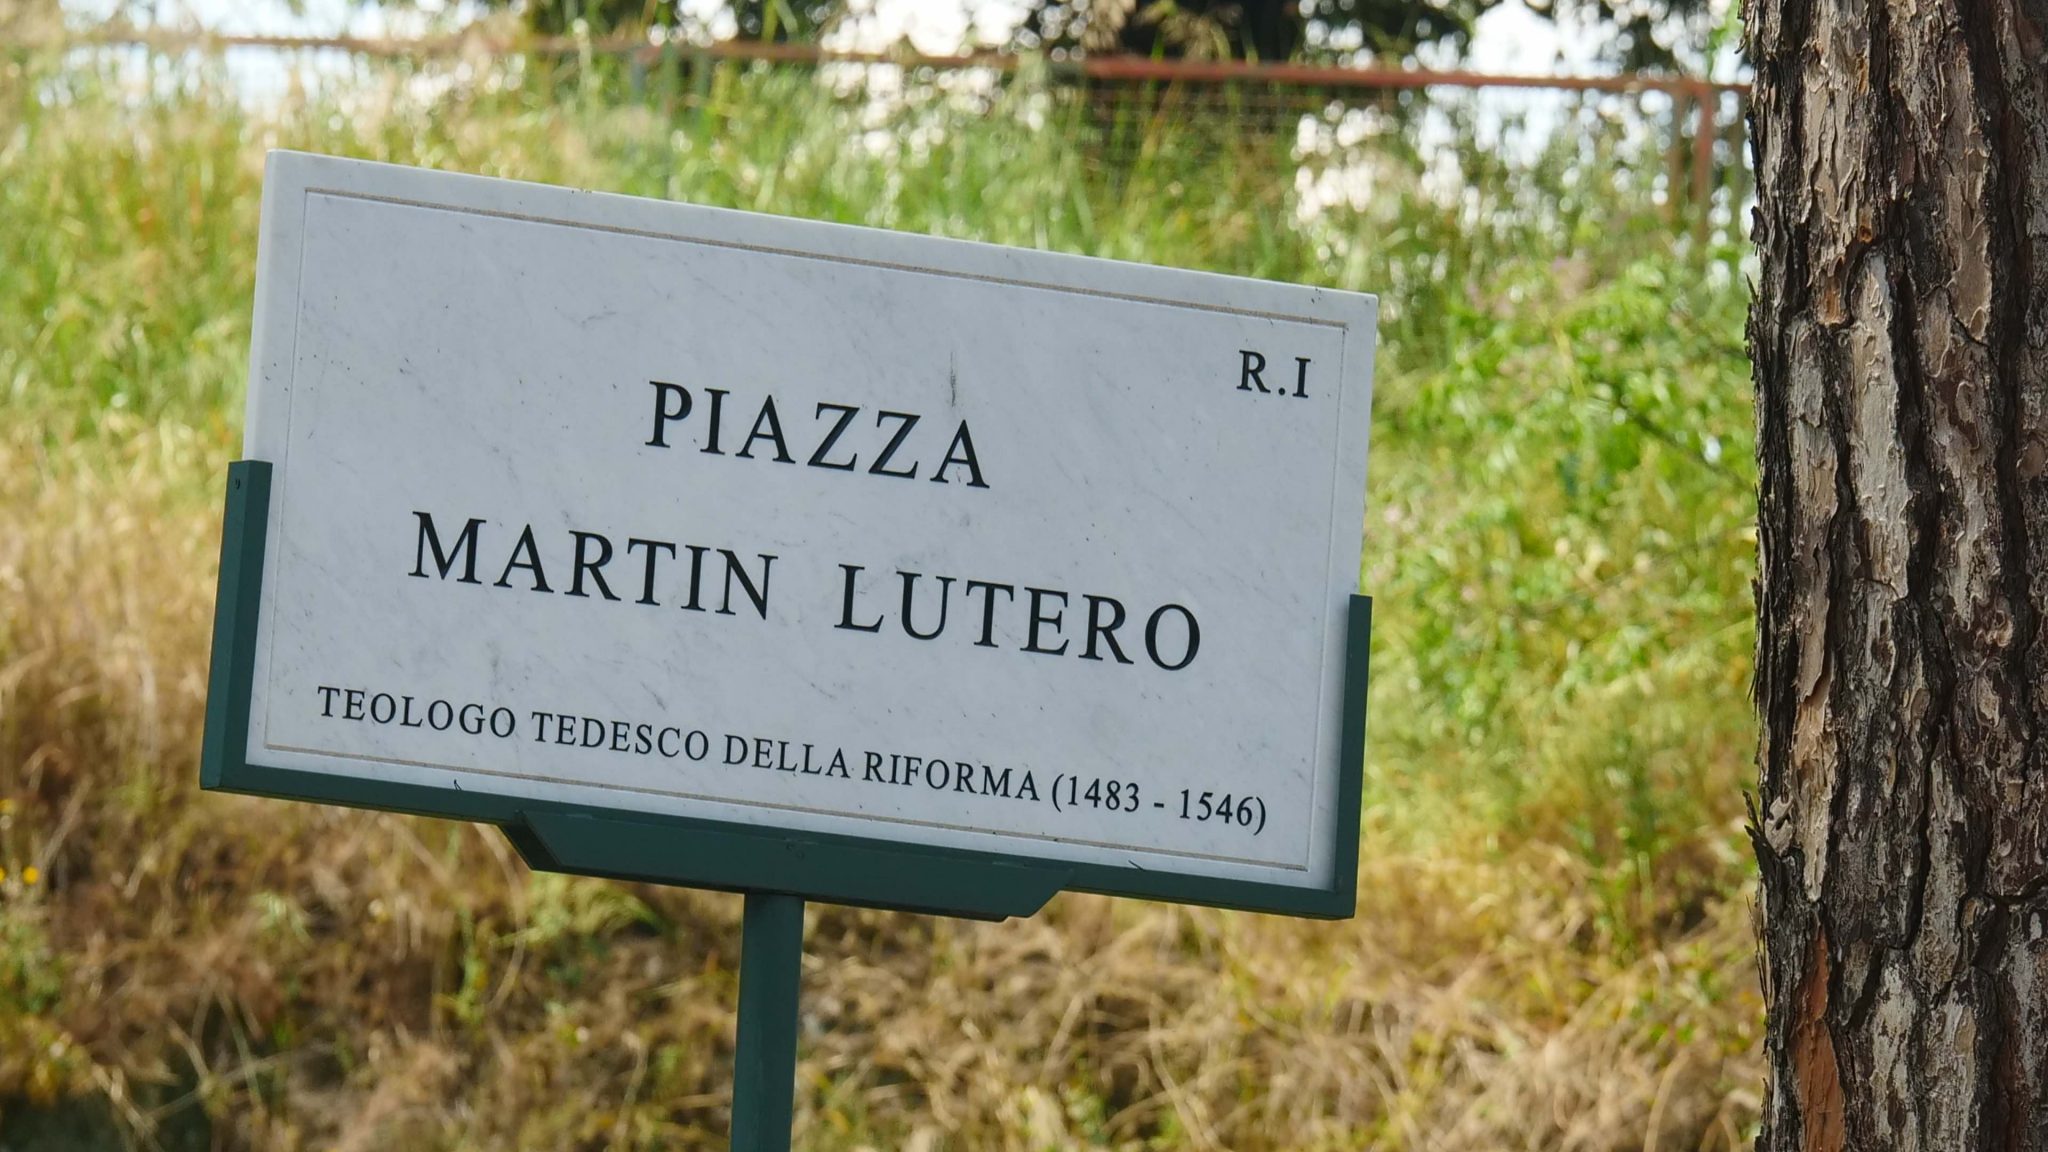 R.I
PIAZZA
MARTIN LUTERO
TEOLOGO TEDESCO DELLA RIFORMA (1483 - 1546)